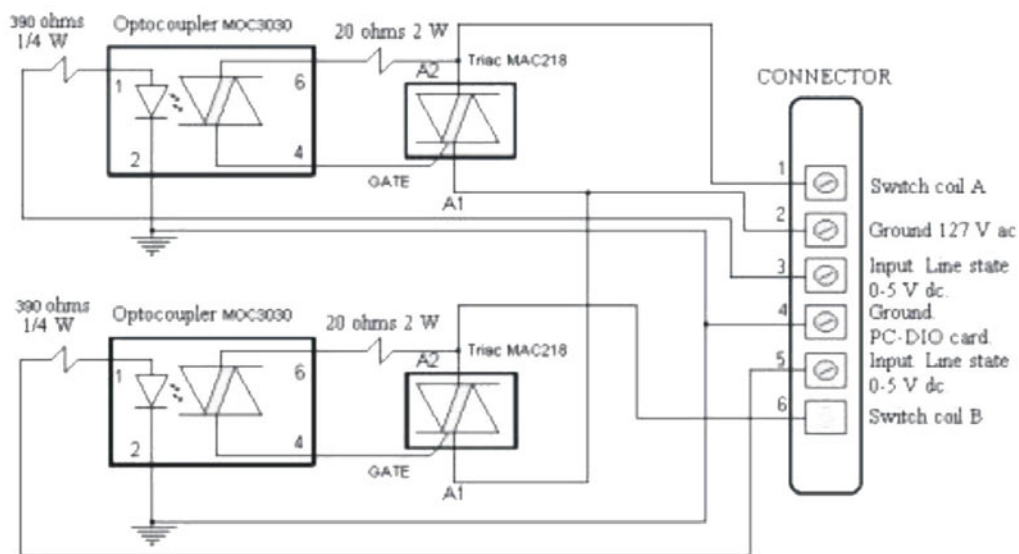 390 ohms
1/4 W
Optocoupler MOC3030
20 ohms 2 W
Triac MAC218
A2
1
6
2
4
GATE
A1
390 ohms
1/4 W
Optocoupler MOC3030
20 ohms 2 W
Triac MAC218
A2
1
6
2
4
GATE
A1
CONNECTOR
1
Switch coil A
2
Ground 127 V ac
3
Input Line state
0-5 V dc.
4
Ground.
PC-DIO card.
5
Input Line state
0-5 V dc
6
Switch coil B